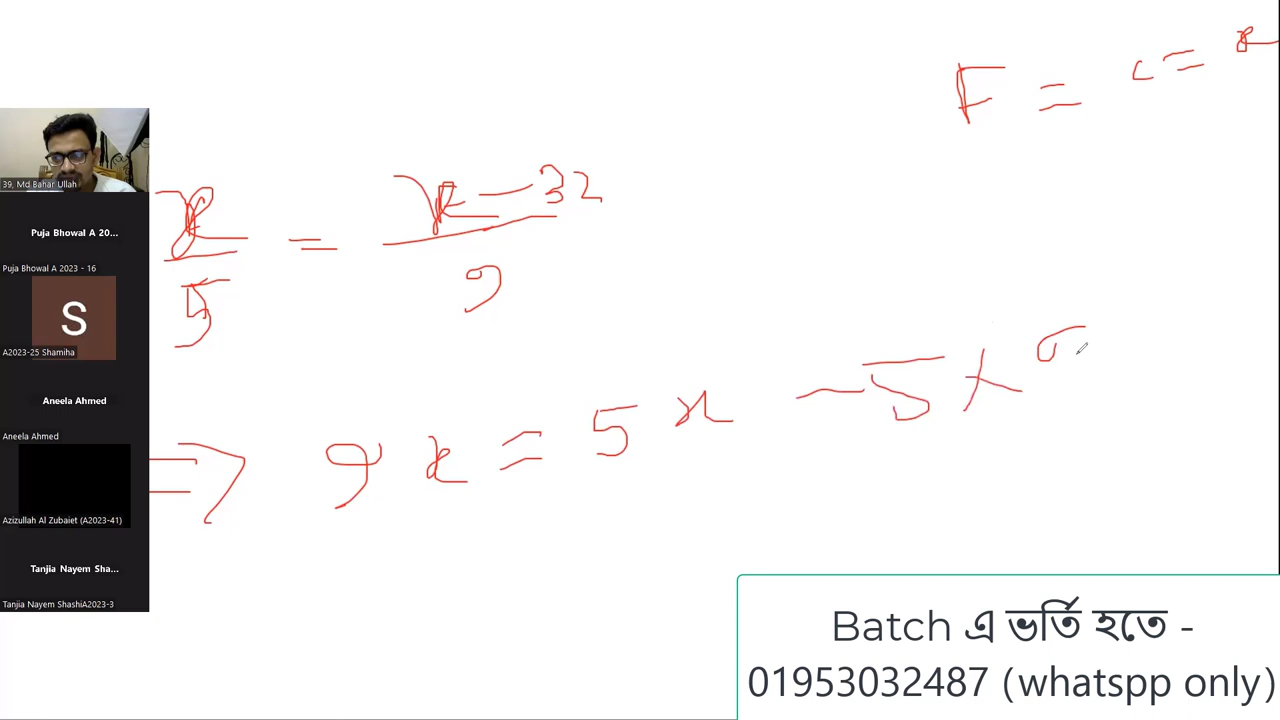 F = c = x
39, Md Bahar Ullah
x/5 = x - 32/9
Puja Bhowal A 20...
Puja Bhowal A 2023 - 16
S
A2023-25 Shamiha
Aneela Ahmed
Aneela Ahmed
⇒ 9x = 5x - 5 ×
Azizullah Al Zubaiet (A2023-41)
Tanjia Nayem Sha...
Tanjia Nayem ShashiA2023-3
Batch এ ভর্তি হতে -
01953032487 (whatspp only)